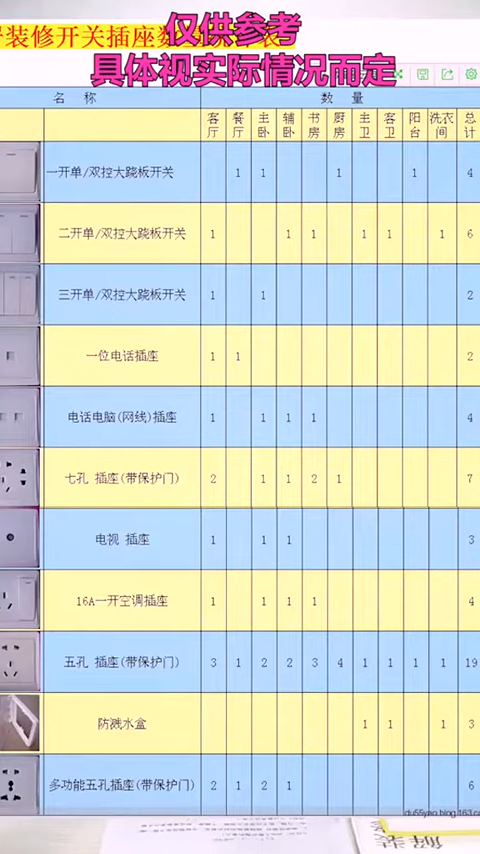 装修开关插座数
仅供参考
具体视实际情况而定
名 称 数 量
客厅 餐厅 主卧 辅卧 书房 厨房 主卫 客卫 阳台 洗衣间 总计
一开单/双控大跷板开关 1 1 1 1 4
二开单/双控大跷板开关 1 1 1 1 1 1 6
三开单/双控大跷板开关 1 1 2
一位电话插座 1 1 2
电话电脑(网线)插座 1 1 1 1 4
七孔 插座(带保护门) 2 1 1 2 1 7
电视 插座 1 1 1 3
16A一开空调插座 1 1 1 1 4
五孔 插座(带保护门) 3 1 2 2 3 4 1 1 1 1 19
防溅水盒 1 1 1 3
多功能五孔插座(带保护门) 2 1 2 1 6
du55yao.blog.163.c
解装